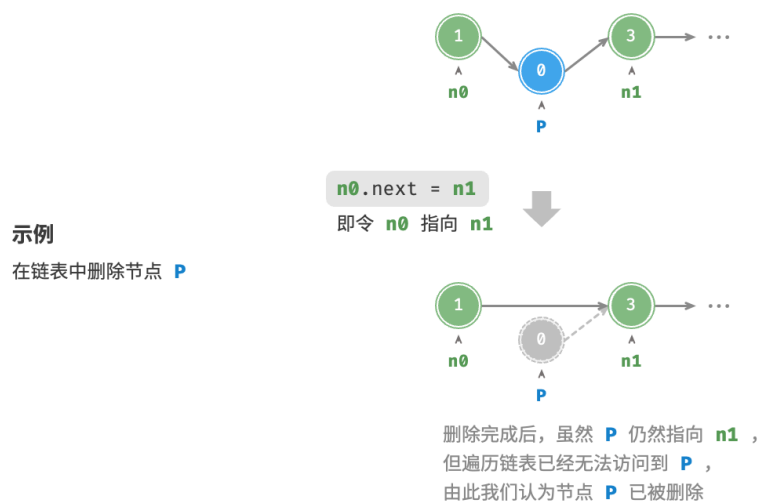 1
3
...
0
n0
n1
P
n0.next = n1
即令 n0 指向 n1
示例
在链表中删除节点 P
1
3
...
0
n0
n1
P
删除完成后，虽然 P 仍然指向 n1 ，
但遍历链表已经无法访问到 P ，
由此我们认为节点 P 已被删除